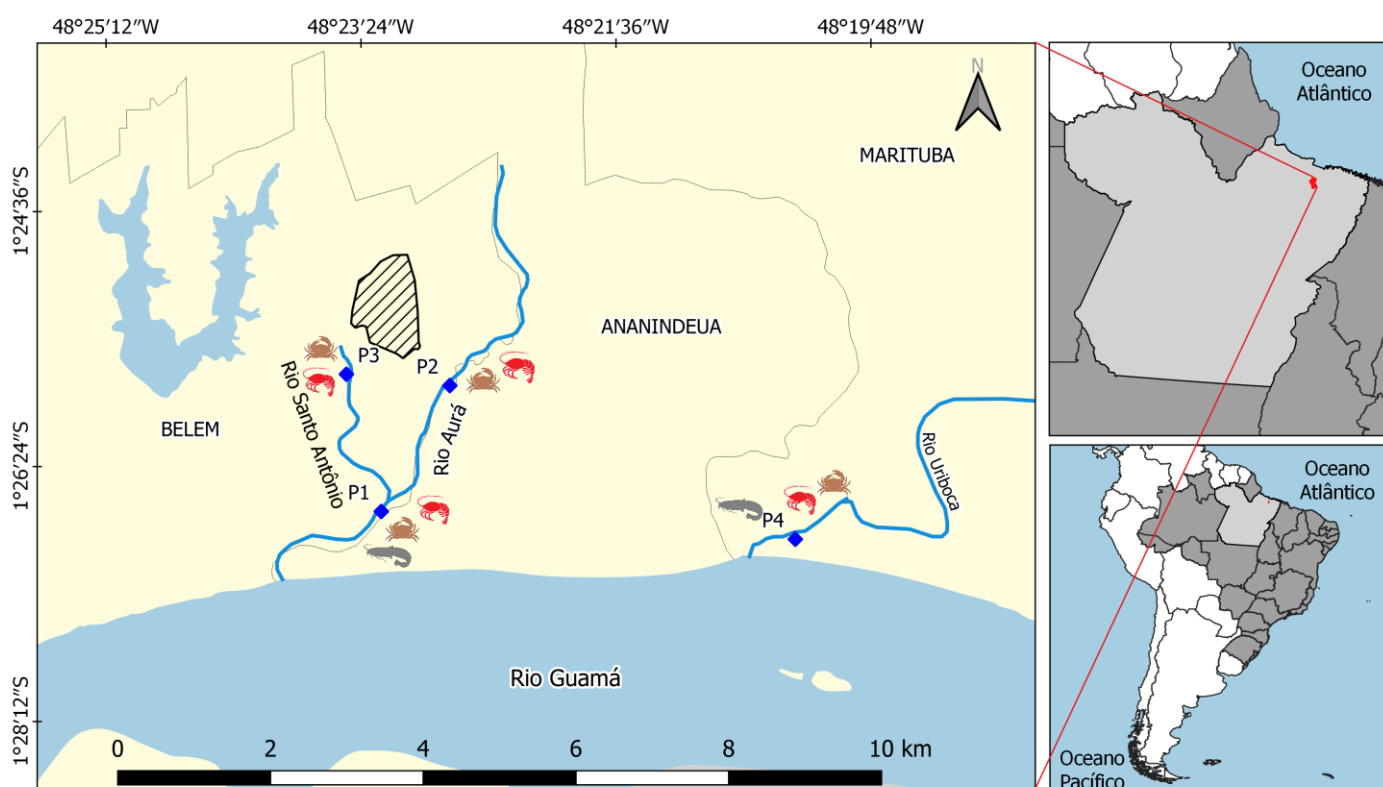 48°25'12"W
48°23'24"W
48°21'36"W
48°19'48"W
1°24'36"S
1°26'24"S
1°28'12"S
N
MARITUBA
ANANINDEUA
BELEM
P3
P2
Rio Santo Antônio
Rio Aurá
P1
Rio Uriboca
P4
Rio Guamá
0
2
4
6
8
10 km
Oceano
Atlântico
Oceano
Atlântico
Oceano
Pacífico